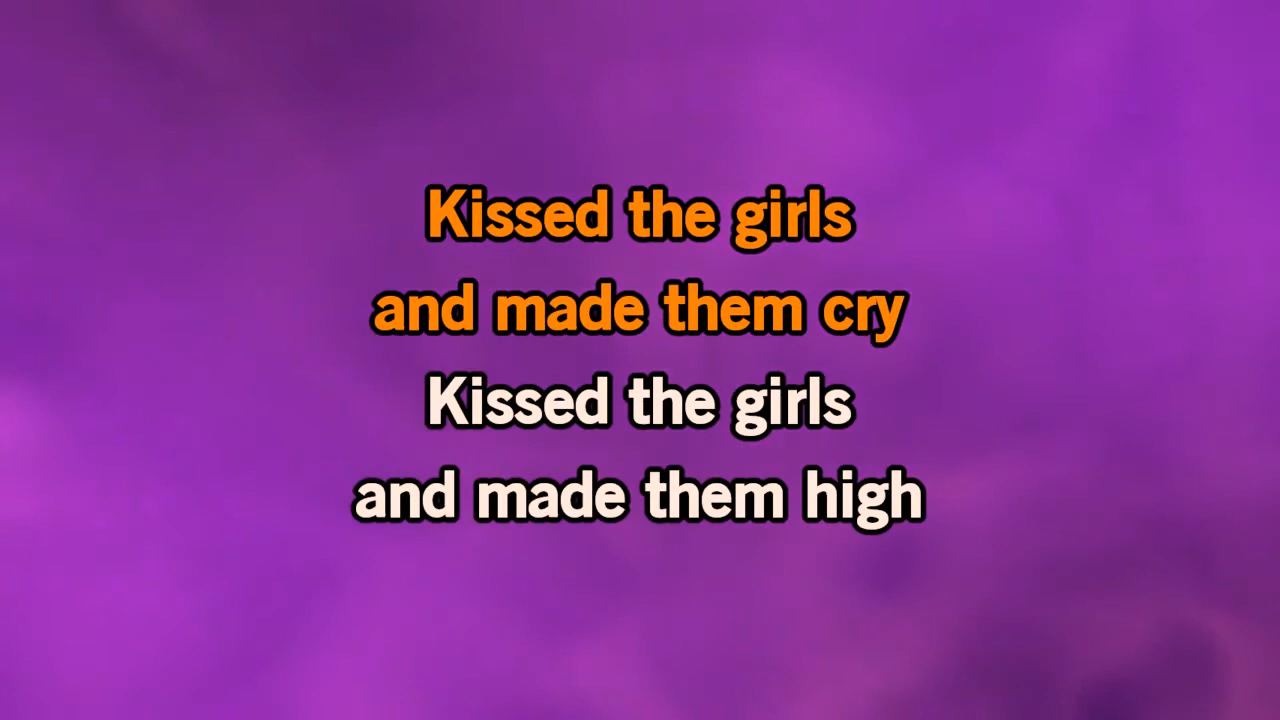 Kissed the girls
and made them cry
Kissed the girls
and made them high